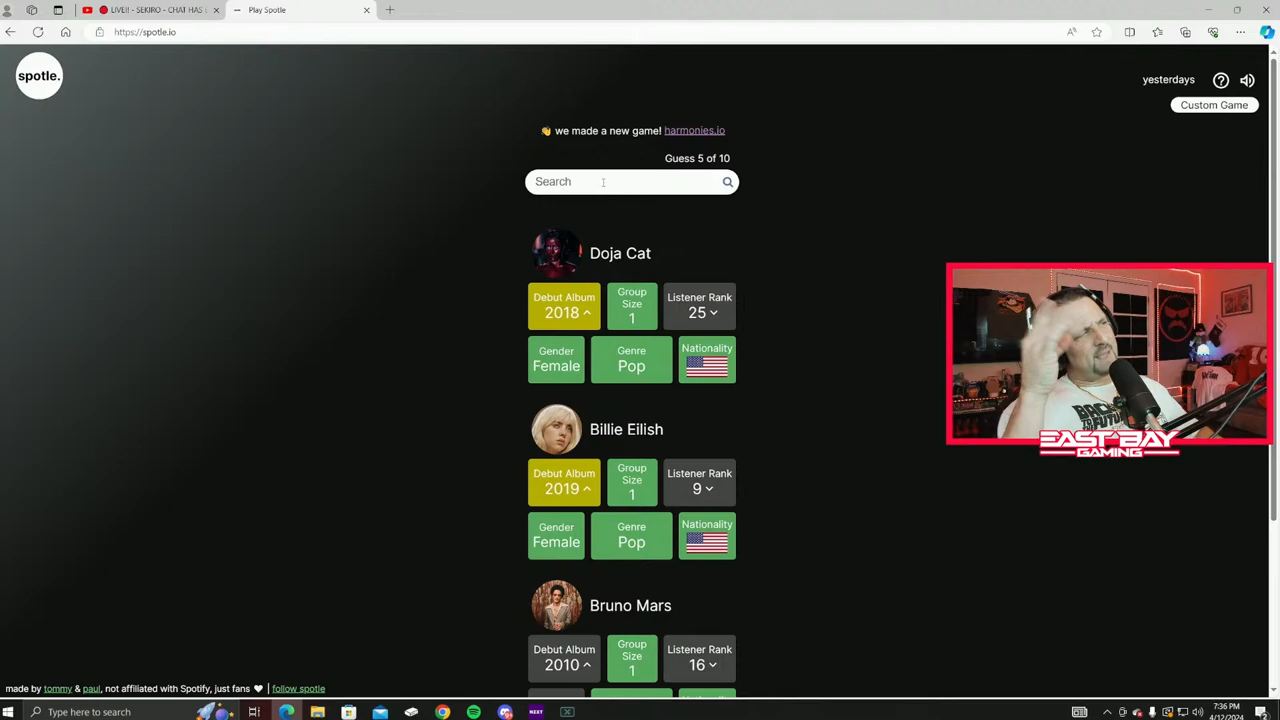 LIVE!! - SEKIRO - CHAT HAS
Play Spotle
https://spotle.io
spotle.
yesterdays
Custom Game
👋 we made a new game! harmonies.io
Guess 5 of 10
Search
Doja Cat
Debut Album
2018
Group
Size
1
Listener Rank
25
Gender
Female
Genre
Pop
Nationality
Billie Eilish
Debut Album
2019
Group
Size
1
Listener Rank
9
Gender
Female
Genre
Pop
Nationality
Bruno Mars
Debut Album
2010
Group
Size
1
Listener Rank
16
EAST BAY
GAMING
made by tommy & paul, not affiliated with Spotify, just fans ♥ | follow spotle
Type here to search
NEXT
7:36 PM